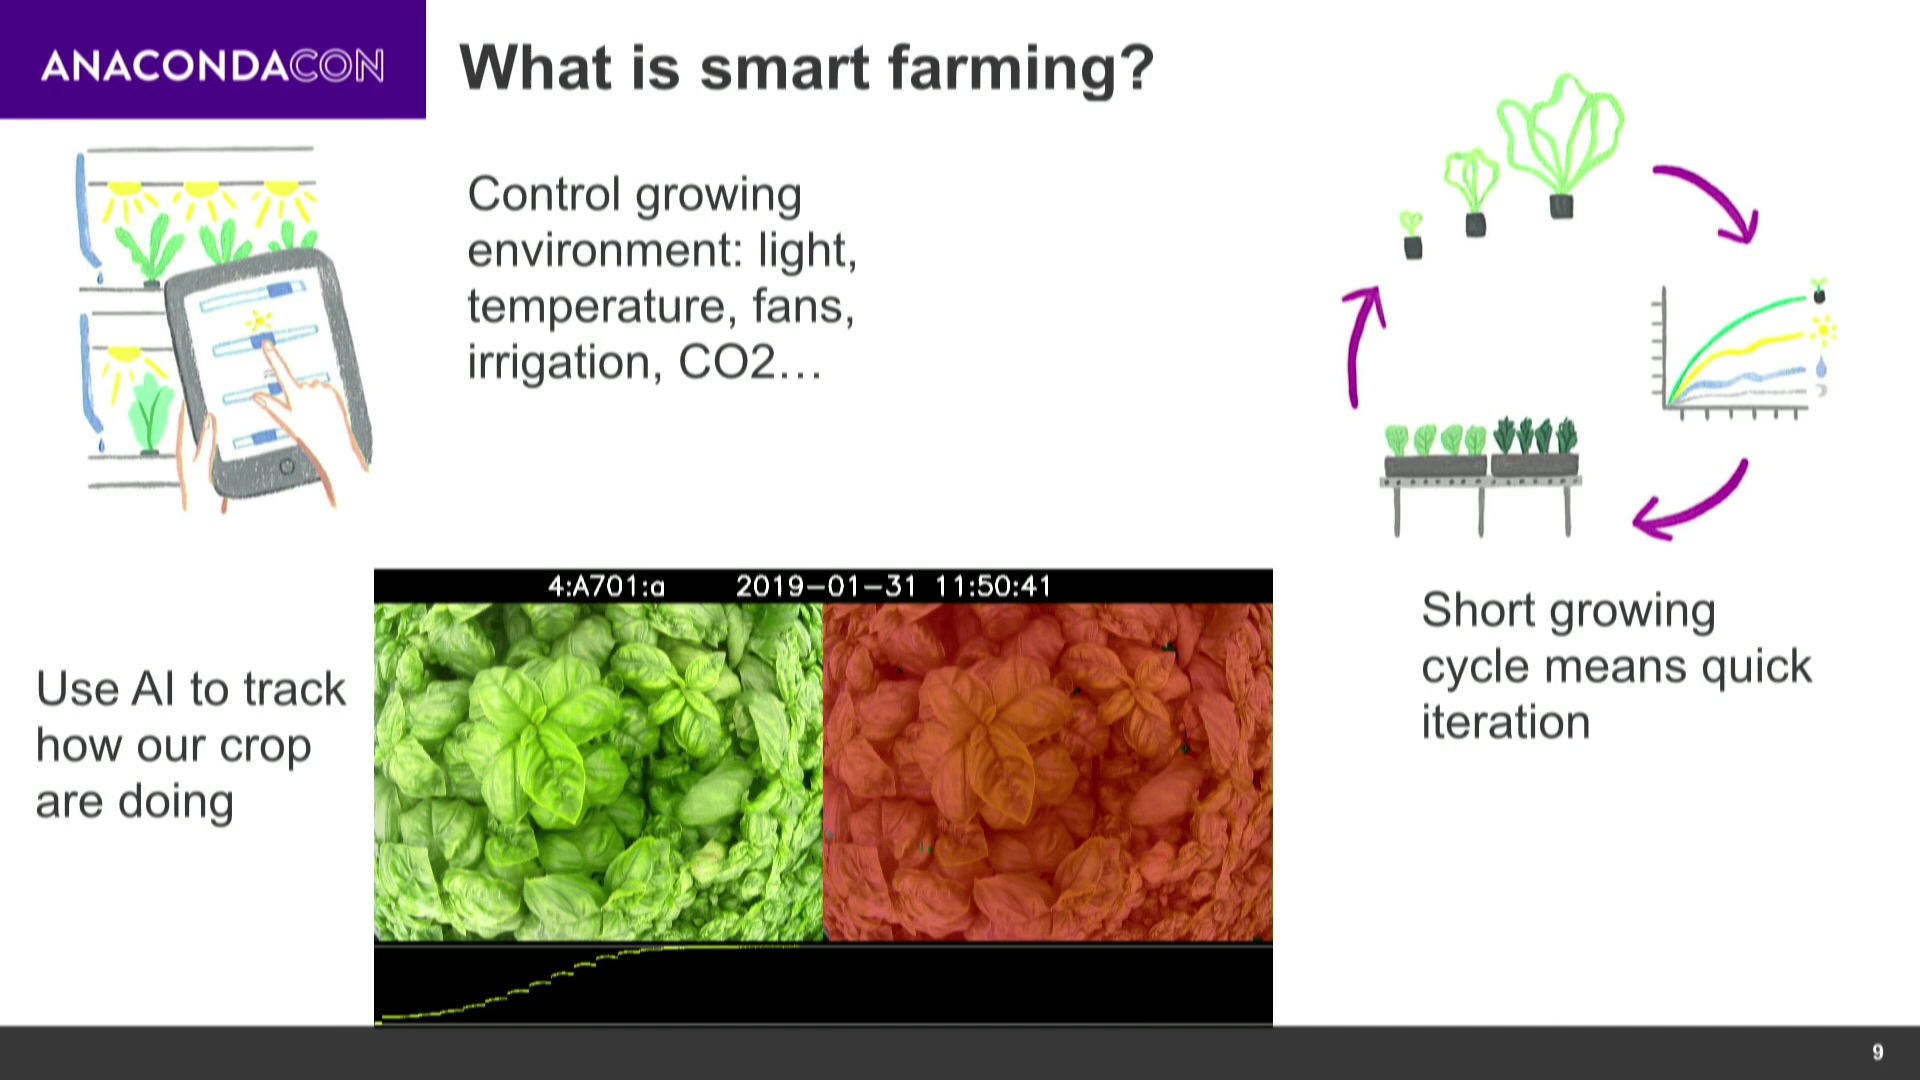 ANACONDACON
What is smart farming?
Control growing
environment: light,
temperature, fans,
irrigation, CO2…
4:A701:a 2019-01-31 11:50:41
Use AI to track
how our crop
are doing
Short growing
cycle means quick
iteration
9